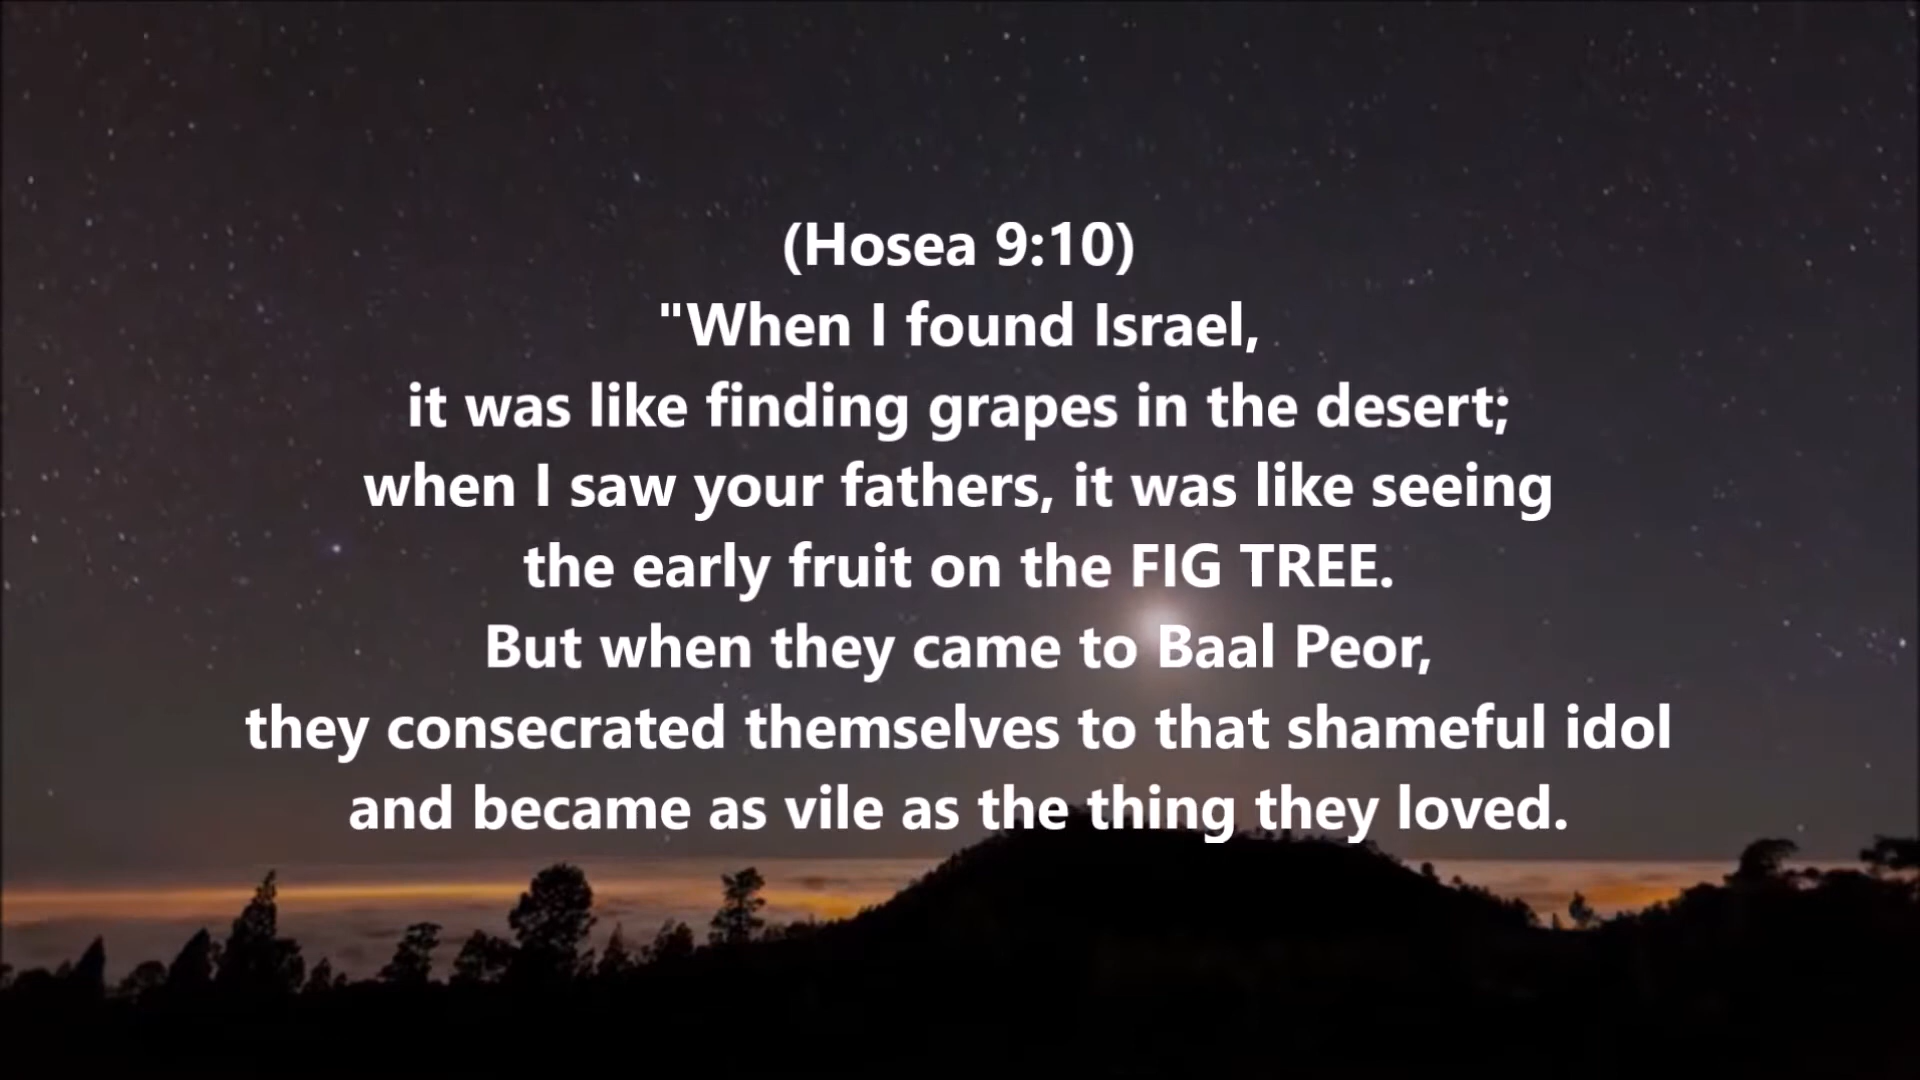 (Hosea 9:10)
"When I found Israel,
it was like finding grapes in the desert;
when I saw your fathers, it was like seeing
the early fruit on the FIG TREE.
But when they came to Baal Peor,
they consecrated themselves to that shameful idol
and became as vile as the thing they loved.